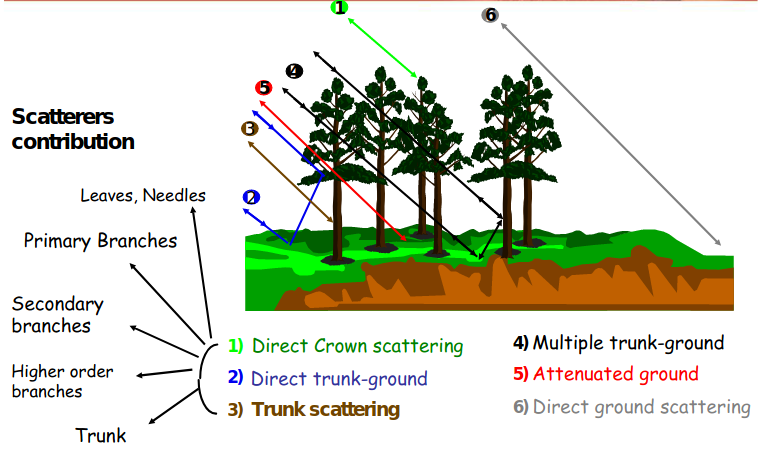 1
6
4
5
3
2
Scatterers
contribution
Leaves, Needles
Primary Branches
Secondary
branches
Higher order
branches
Trunk
1) Direct Crown scattering
2) Direct trunk-ground
3) Trunk scattering
4) Multiple trunk-ground
5) Attenuated ground
6) Direct ground scattering